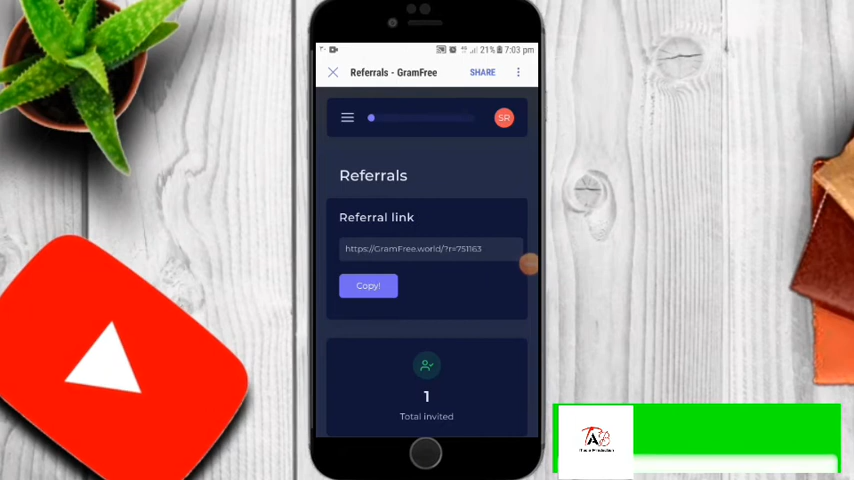 21% 7:03 pm
Referrals - GramFree
SHARE
SR
Referrals
Referral link
https://GramFree.world/?r=751163
Copy!
1
Total invited